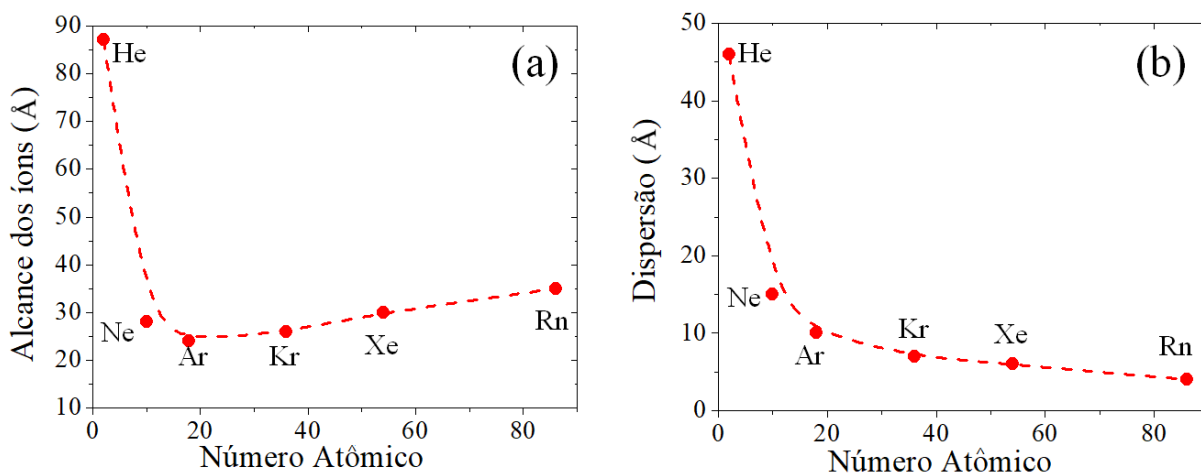 (a)
Alcance dos íons (Å)
90
80
70
60
50
40
30
20
10
He
Ne
Ar
Kr
Xe
Rn
0
20
40
60
80
Número Atômico
(b)
Dispersão (Å)
50
40
30
20
10
0
He
Ne
Ar
Kr
Xe
Rn
0
20
40
60
80
Número Atômico